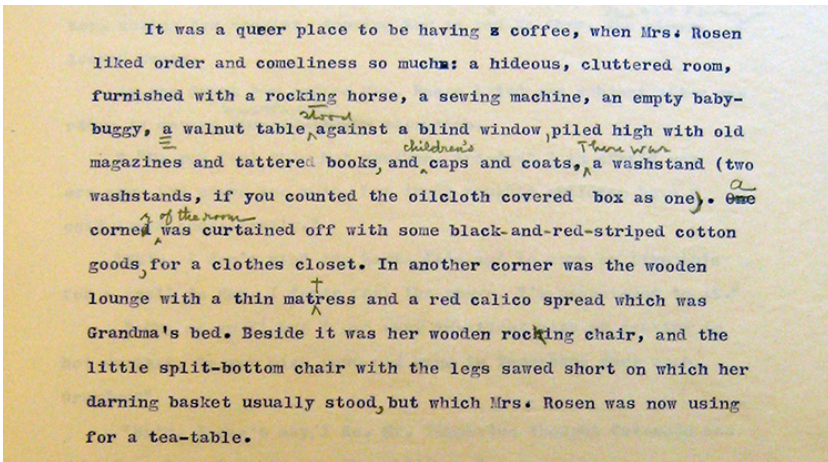 It was a queer place to be having a coffee, when Mrs. Rosen
liked order and comeliness so much: a hideous, cluttered room,
furnished with a rocking horse, a sewing machine, an empty baby-
stood
buggy, a walnut table, against a blind window, piled high with old
children's There was
magazines and tattered books, and caps and coats., a washstand (two
washstands, if you counted the oilcloth covered box as one). One
a
r of the room
corned was curtained off with some black-and-red-striped cotton
goods, for a clothes closet. In another corner was the wooden
lounge with a thin matress and a red calico spread which was
t
Grandma's bed. Beside it was her wooden rocking chair, and the
little split-bottom chair with the legs sawed short on which her
darning basket usually stood, but which Mrs. Rosen was now using
for a tea-table.